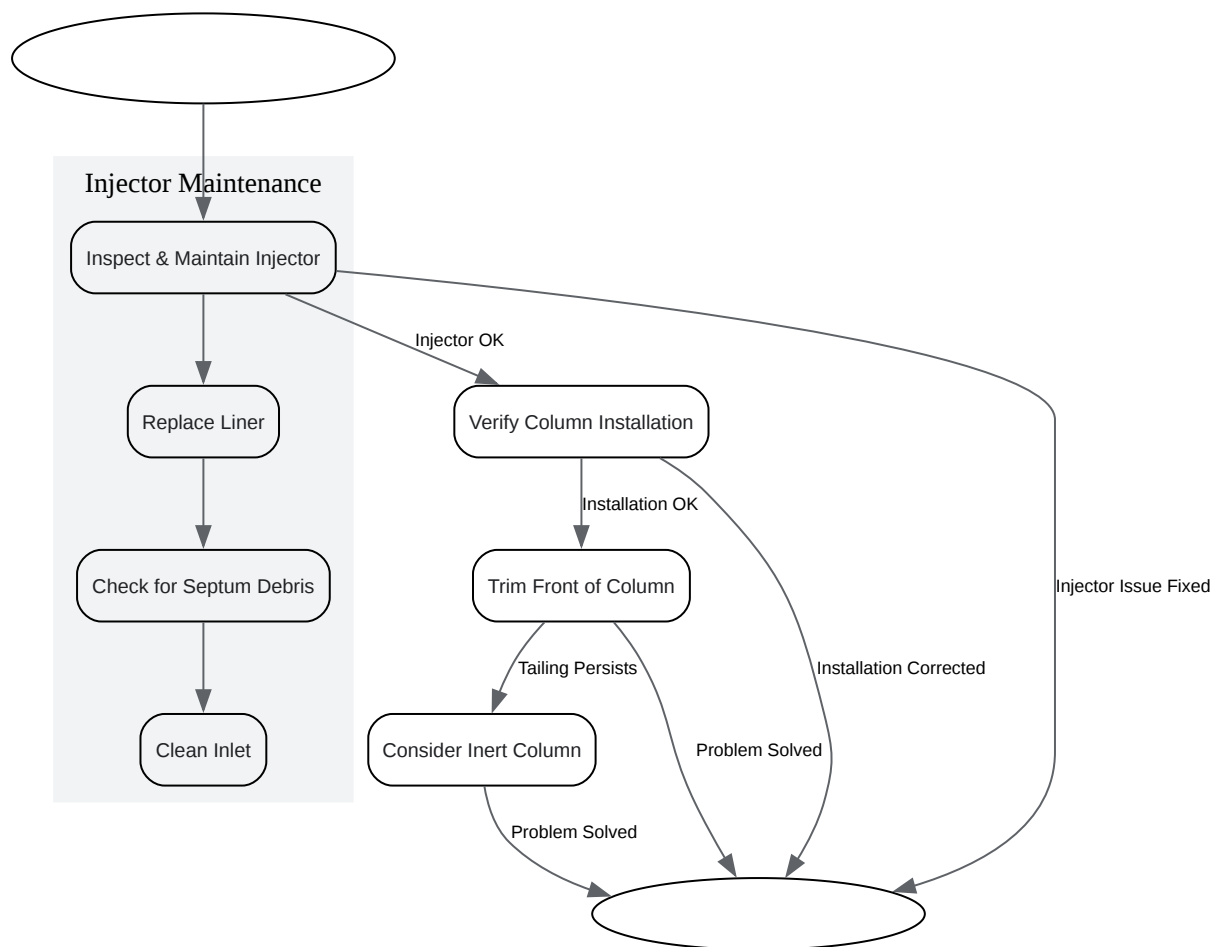 Injector Maintenance
Inspect & Maintain Injector
Injector OK
Replace Liner
Verify Column Installation
Installation OK
Check for Septum Debris
Trim Front of Column
Injector Issue Fixed
Tailing Persists
Installation Corrected
Clean Inlet
Consider Inert Column
Problem Solved
Problem Solved